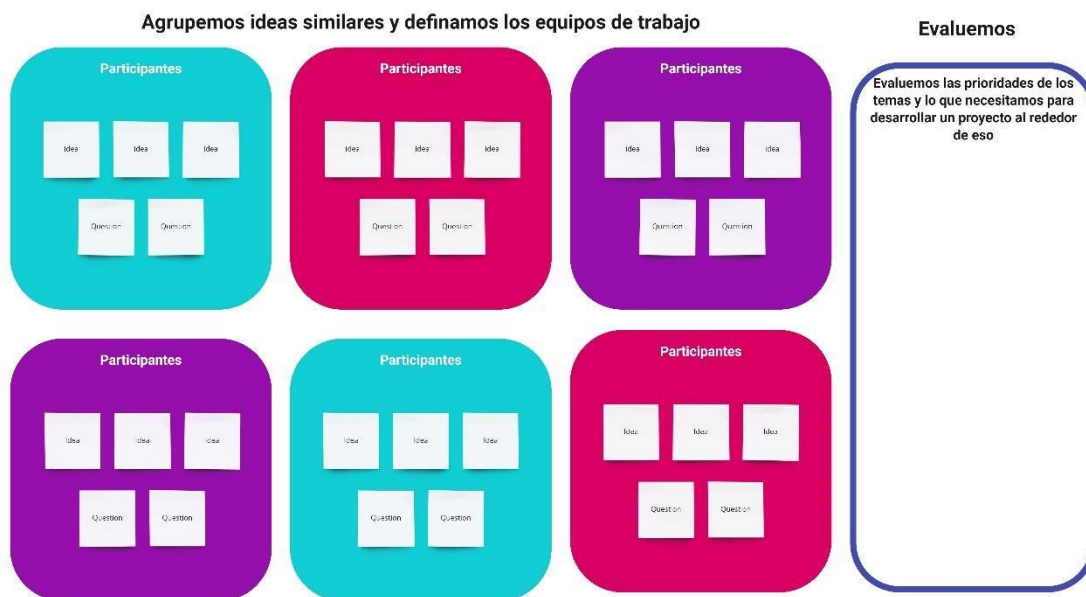 Agrupemos ideas similares y definamos los equipos de trabajo
Participantes
Idea Idea Idea
Question Question
Participantes
Idea Idea Idea
Question Question
Participantes
Idea Idea Idea
Question Question
Participantes
Idea Idea Idea
Question Question
Participantes
Idea Idea Idea
Question Question
Participantes
Idea Idea Idea
Question Question
Evaluemos
Evaluemos las prioridades de los
temas y lo que necesitamos para
desarrollar un proyecto al rededor
de eso